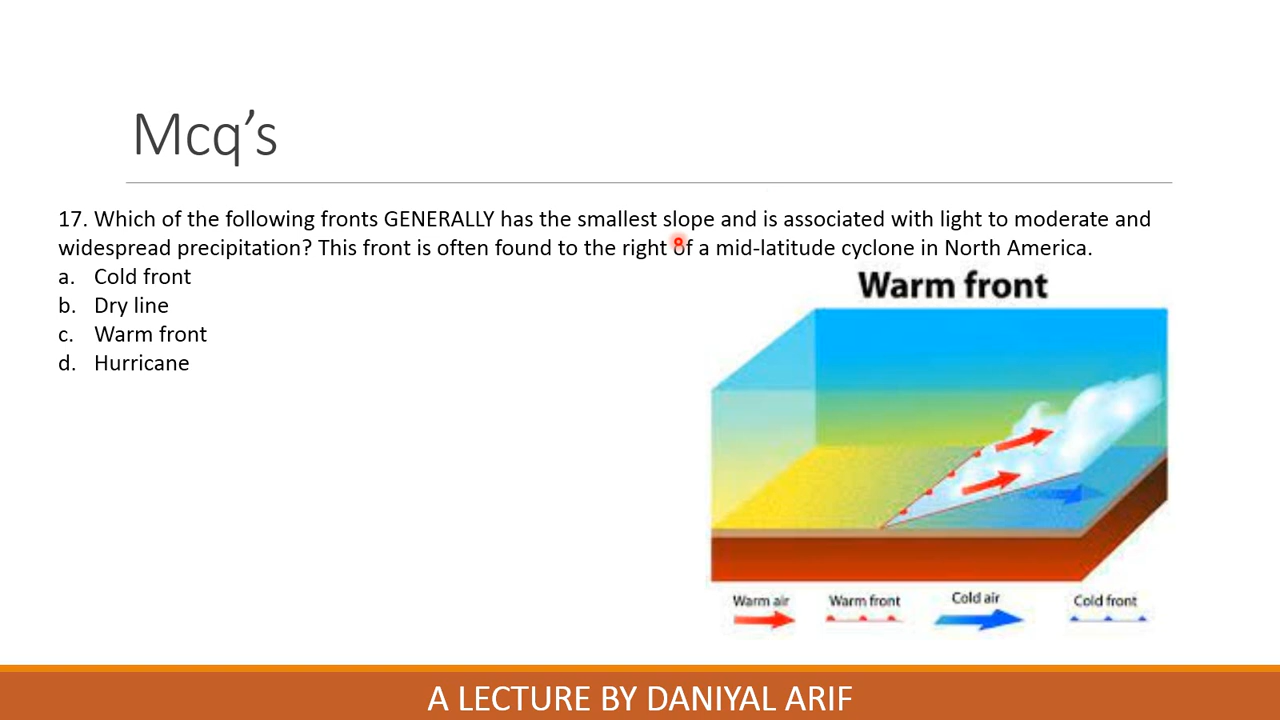 Mcq’s
17. Which of the following fronts GENERALLY has the smallest slope and is associated with light to moderate and
widespread precipitation? This front is often found to the right of a mid-latitude cyclone in North America.
a. Cold front
b. Dry line
c. Warm front
d. Hurricane
Warm front
Warm air Warm front Cold air Cold front
A LECTURE BY DANIYAL ARIF